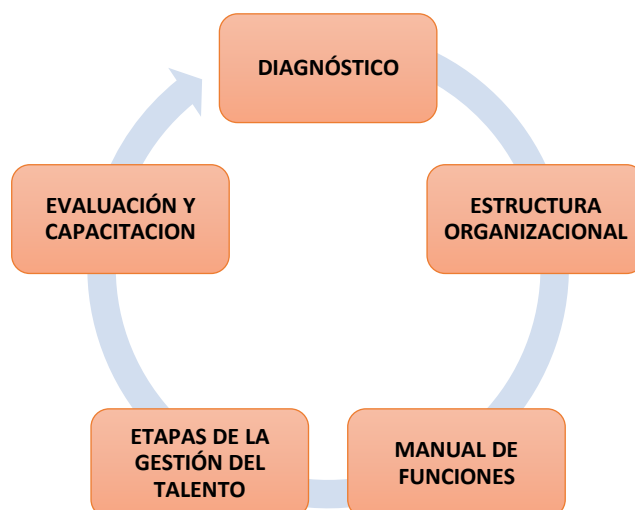 DIAGNÓSTICO
ESTRUCTURA
ORGANIZACIONAL
MANUAL DE
FUNCIONES
ETAPAS DE LA
GESTIÓN DEL
TALENTO
EVALUACIÓN Y
CAPACITACION